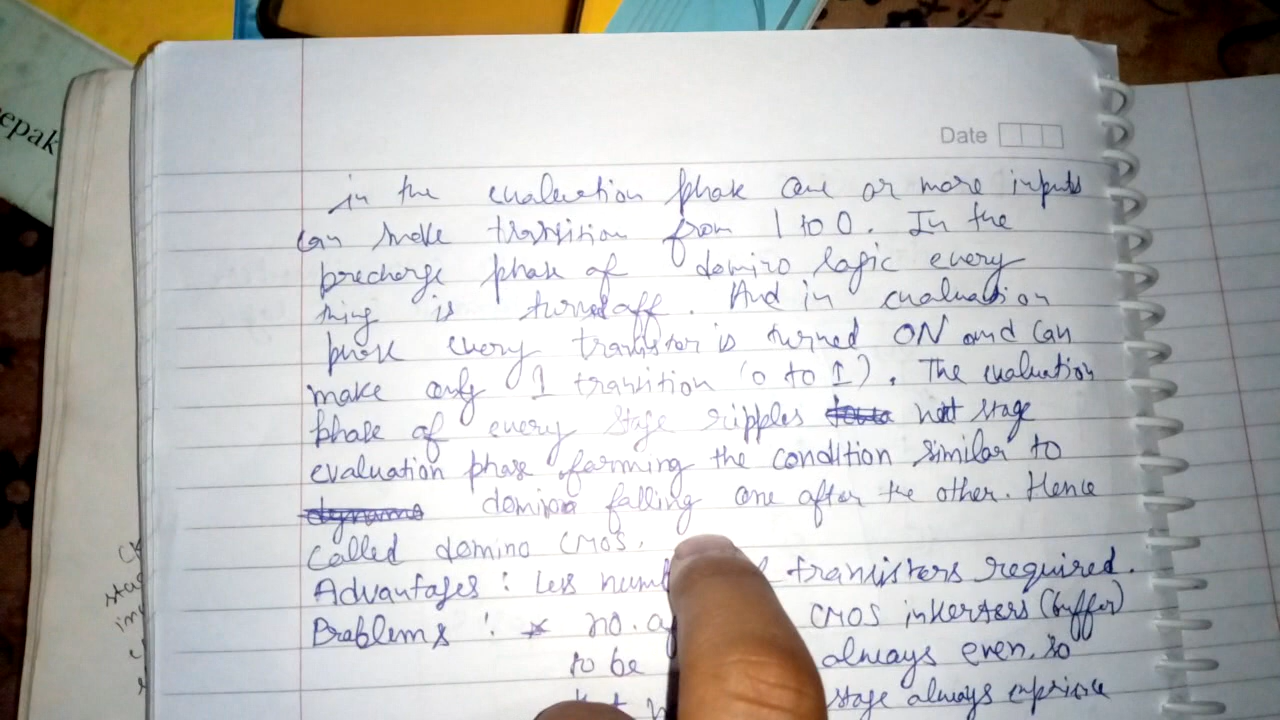 epak
Date
in the evaluation phase one or more inputs
can make transition from 1 to 0. In the
precharge phase of domino logic every
thing is turned off. And in evaluation
phase every transistor is turned ON and can
make only 1 transition (0 to 1). The evaluation
phase of every stage ripples next stage
evaluation phase farming the condition similar to
domino falling one after the other. Hence
called domino CMOS.
Advantages : Less transistors required.
Problems : * no. of CMOS inverters (buffer)
to be always even, so
stage always